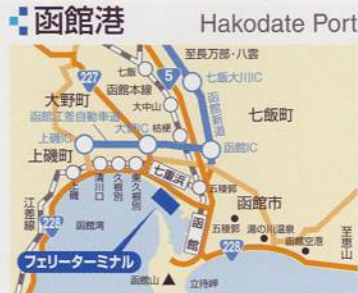 函館港 Hakodate Port
至長万部・八雲
227
七飯
5
七飯大川IC
大野町
函館本線
函館新道
大中山
七飯町
函館江差自動車道
桔梗
上磯IC
大野IC
函館IC
上磯町
七重浜
上磯
清川口
久根別
東久根別
五稜郭
函館市
江差線
228
函館湾
函館
五稜郭
湯の川温泉
228
函館空港
至恵山
フェリーターミナル
函館山
立待岬